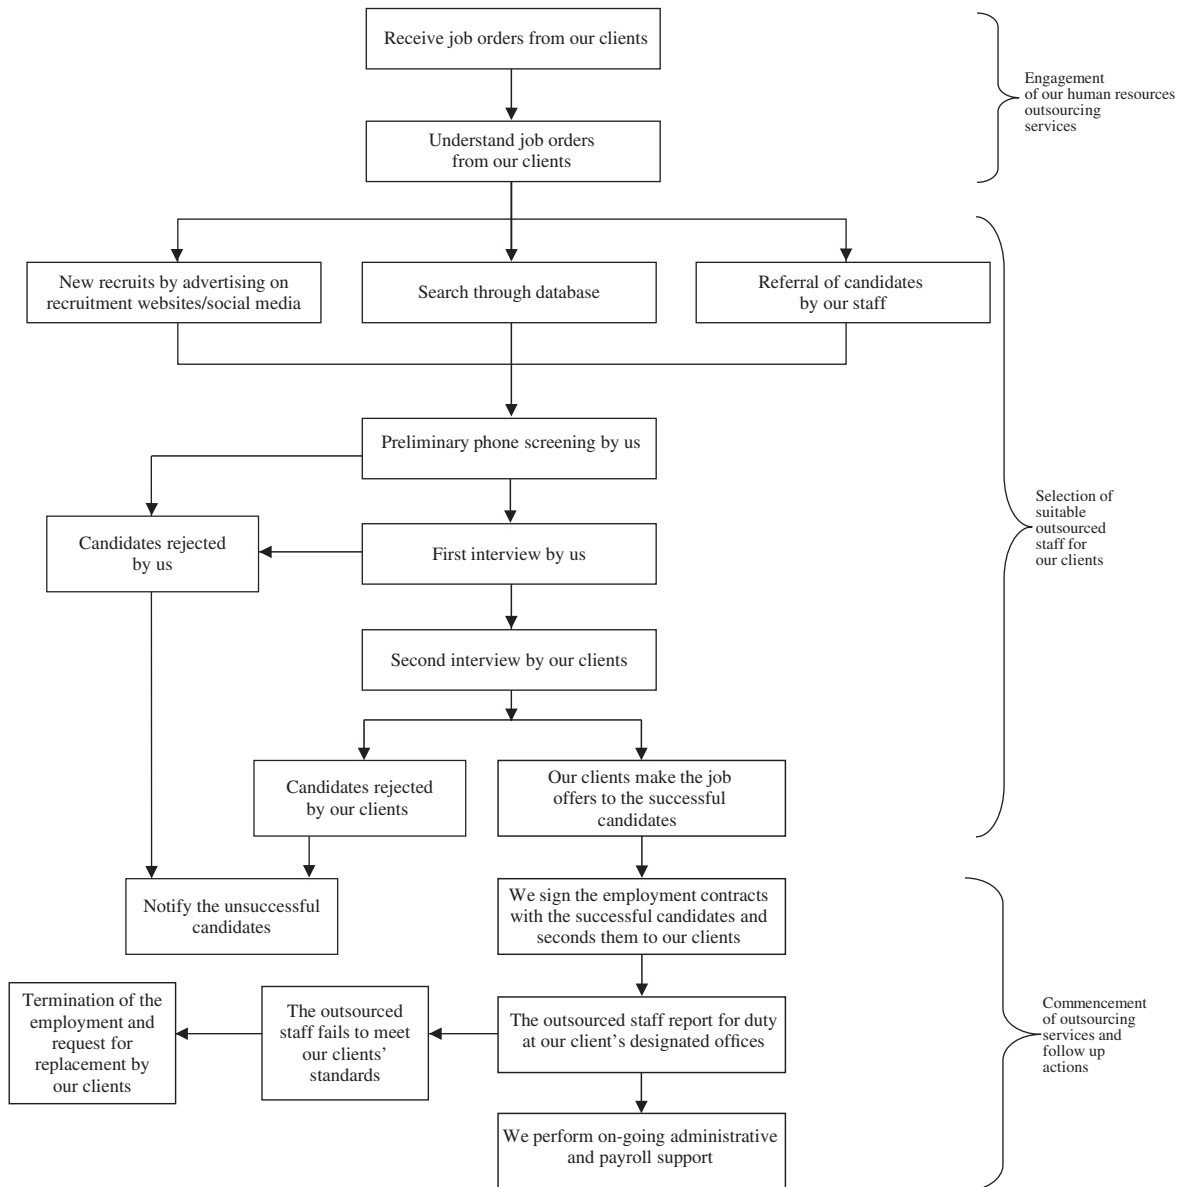 Receive job orders from our clients
Engagement
of our human resources
outsourcing
services
Understand job orders
from our clients
New recruits by advertising on
recruitment websites/social media
Search through database
Referral of candidates
by our staff
Preliminary phone screening by us
Candidates rejected
by us
First interview by us
Selection of
suitable
outsourced
staff for
our clients
Second interview by our clients
Candidates rejected
by our clients
Our clients make the job
offers to the successful
candidates
Notify the unsuccessful
candidates
We sign the employment contracts
with the successful candidates and
seconds them to our clients
Termination of the
employment and
request for
replacement by
our clients
The outsourced
staff fails to meet
our clients’
standards
The outsourced staff report for duty
at our client’s designated offices
Commencement
of outsourcing
services and
follow up
actions
We perform on-going administrative
and payroll support